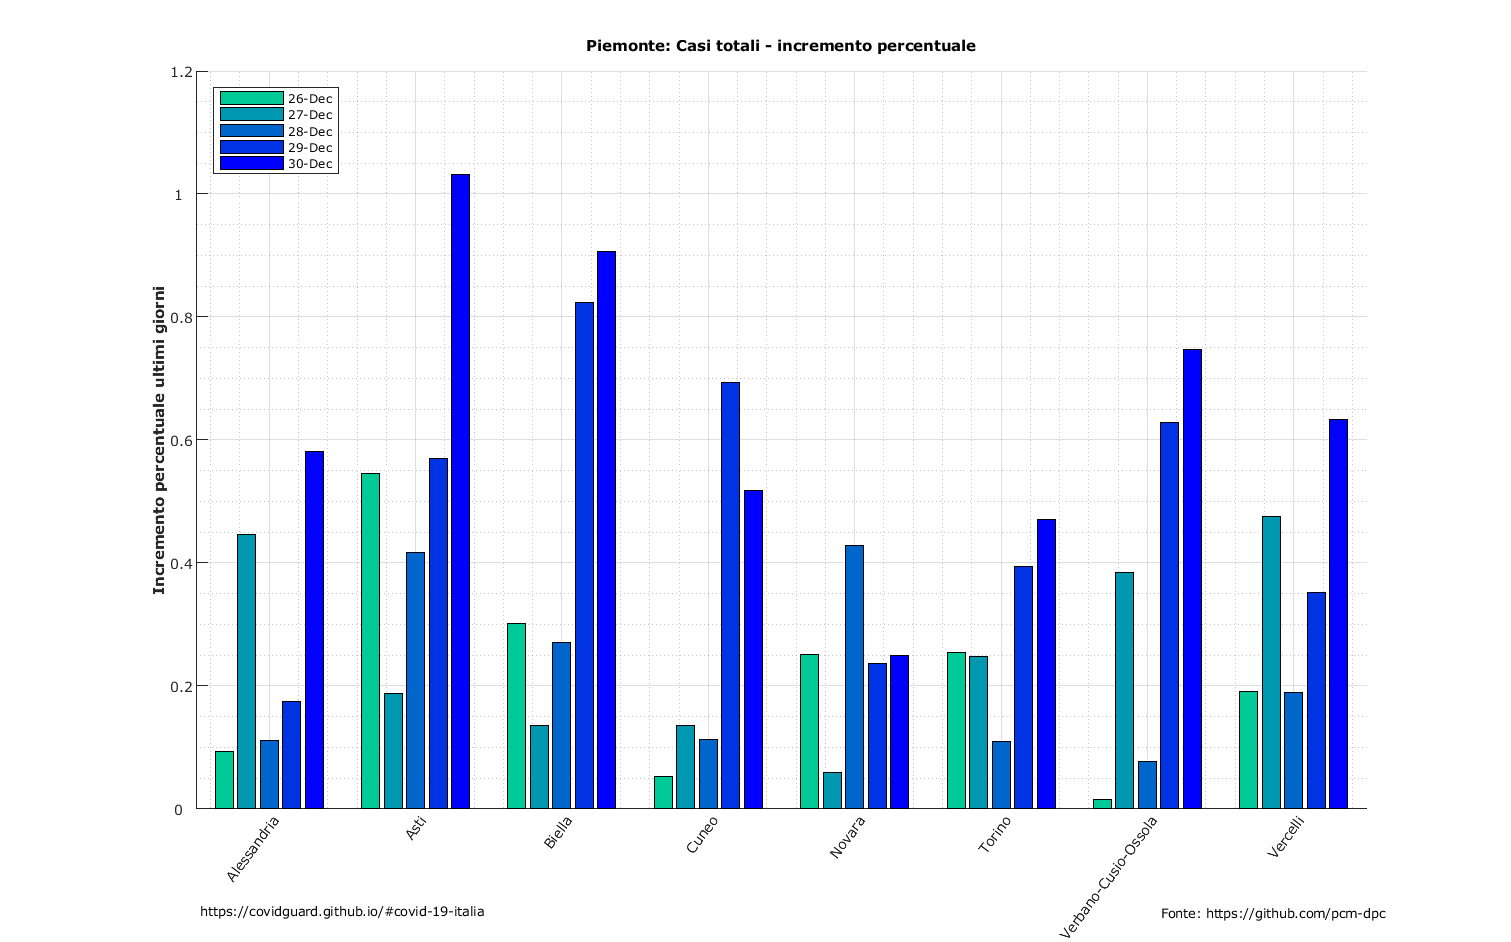 Piemonte: Casi totali - incremento percentuale
Incremento percentuale ultimi giorni
1.2
1
0.8
0.6
0.4
0.2
0
26-Dec
27-Dec
28-Dec
29-Dec
30-Dec
Alessandria
Asti
Biella
Cuneo
Novara
Torino
Verbano-Cusio-Ossola
Vercelli
https://covidguard.github.io/#covid-19-italia
Fonte: https://github.com/pcm-dpc